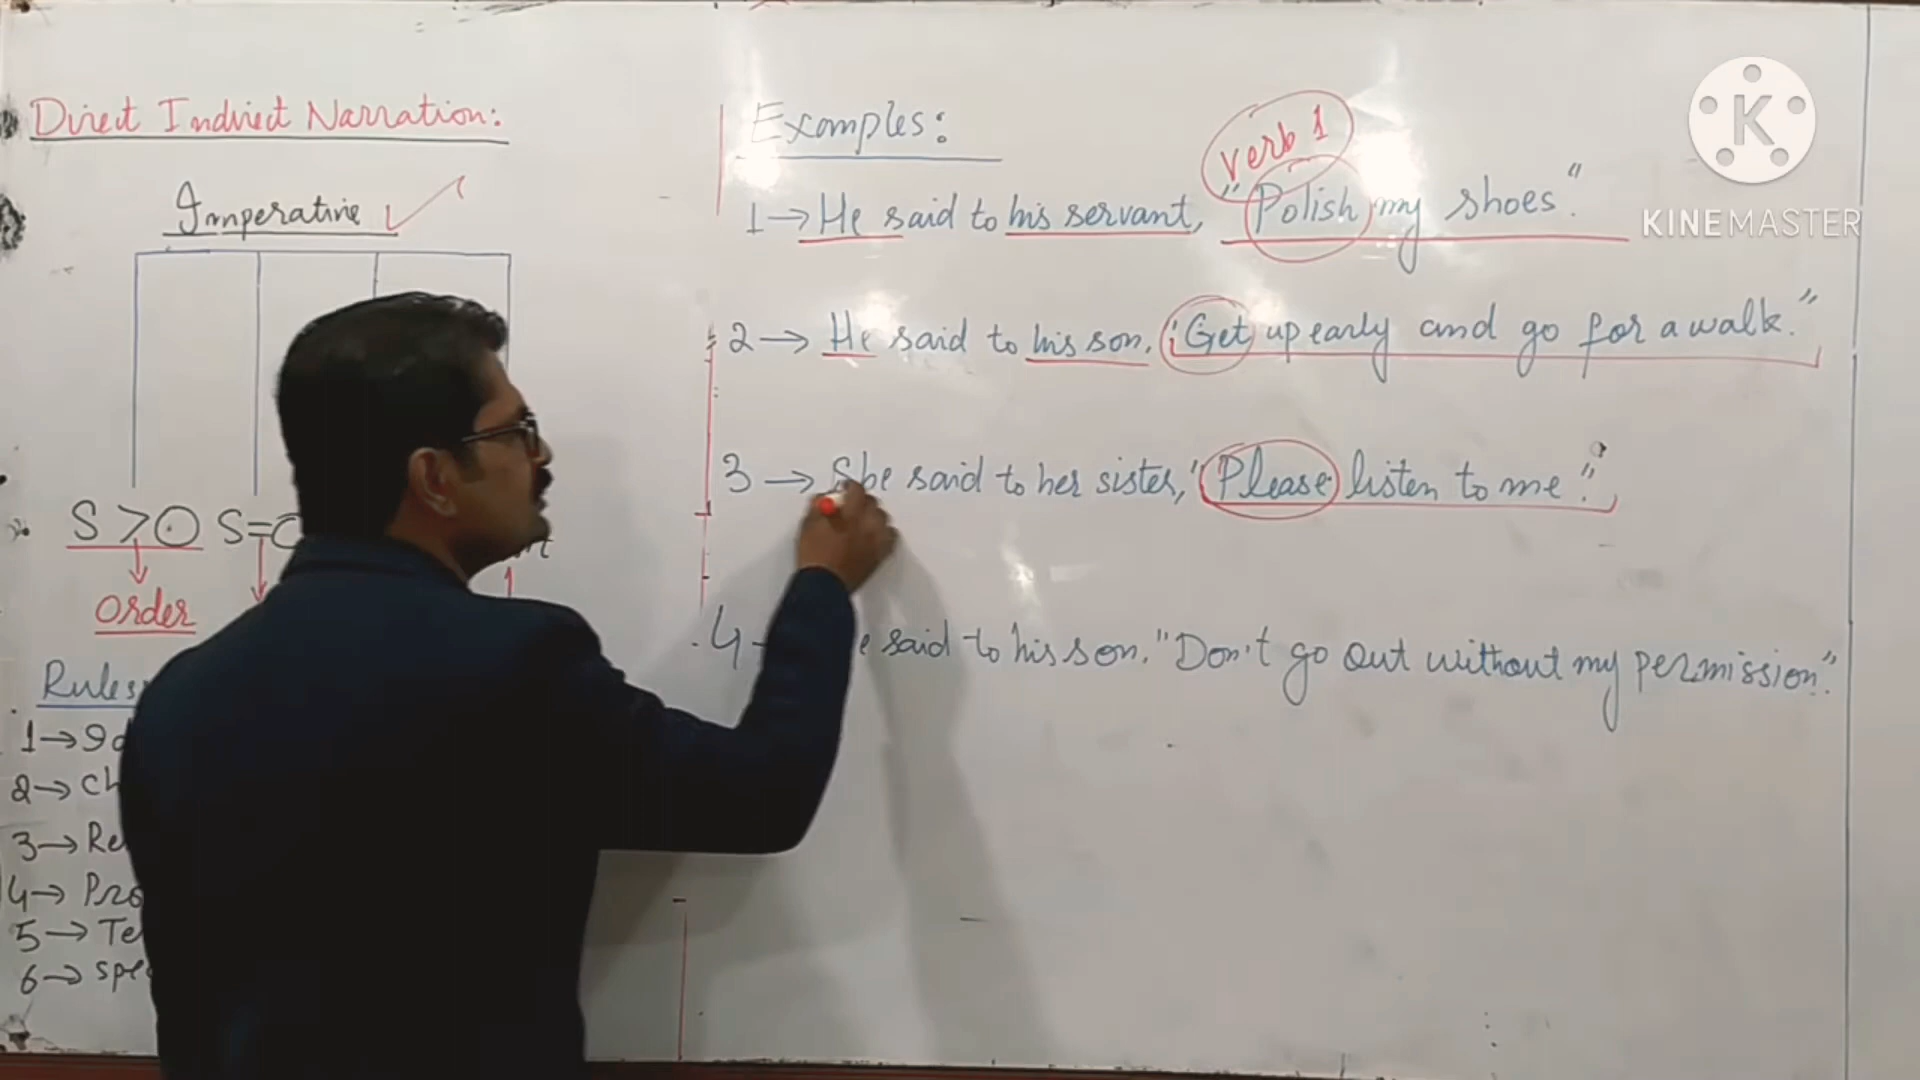 Direct Indirect Narration:
Imperative
S > O S =
Order
Rules
1→
2→
3→
4→
5→
6→
Examples:
verb 1
1→ He said to his servant, "Polish my shoes".
2→ He said to his son, "Get up early and go for a walk."
3→ She said to her sister, "Please listen to me".
4 said to his son. "Don't go out without my permission".
K
KINEMASTER